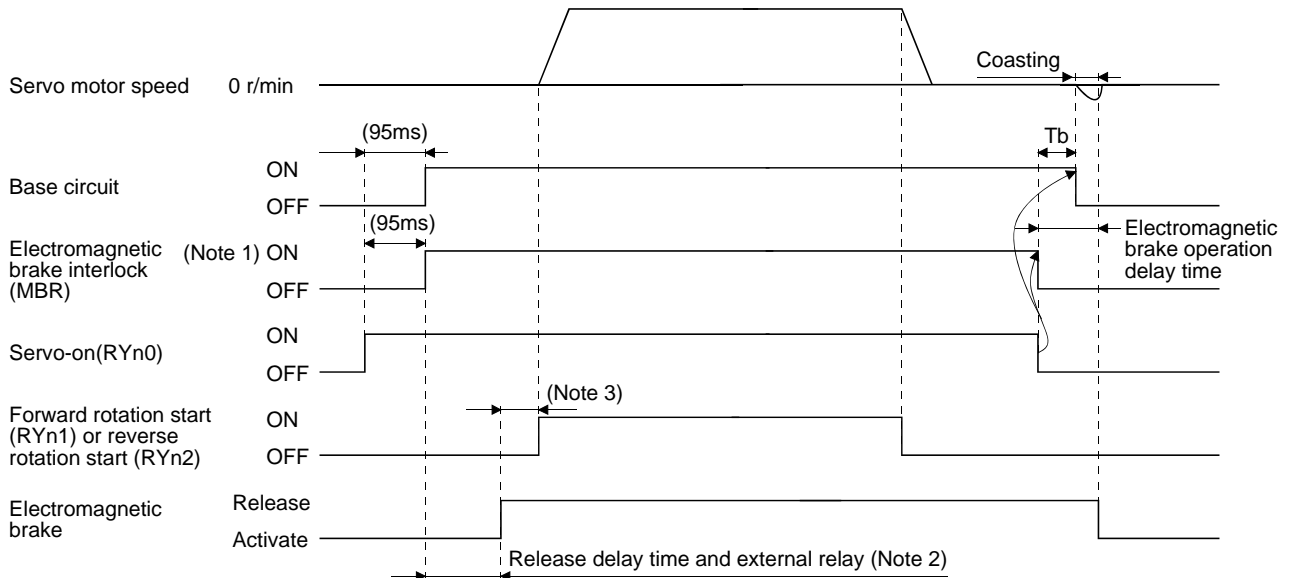 Coasting
Servo motor speed 0 r/min
(95ms)
Tb
Base circuit
ON
OFF
(95ms)
Electromagnetic
brake operation
delay time
Electromagnetic
brake interlock
(MBR)
(Note 1) ON
OFF
Servo-on(RYn0)
ON
OFF
(Note 3)
Forward rotation start
(RYn1) or reverse
rotation start (RYn2)
ON
OFF
Electromagnetic
brake
Release
Activate
Release delay time and external relay (Note 2)